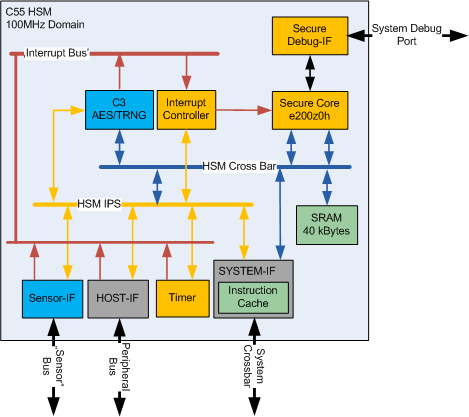 C55 HSM
100MHz Domain
Secure
Debug-IF
System Debug
Port
‚Interrupt Bus'
C3
AES/TRNG
Interrupt
Controller
Secure Core
e200z0h
HSM Cross Bar
HSM IPS
SRAM
40 kBytes
SYSTEM-IF
Instruction
Cache
Sensor-IF
HOST-IF
Timer
„Sensor"
Bus
Peripheral
Bus
System
Crossbar